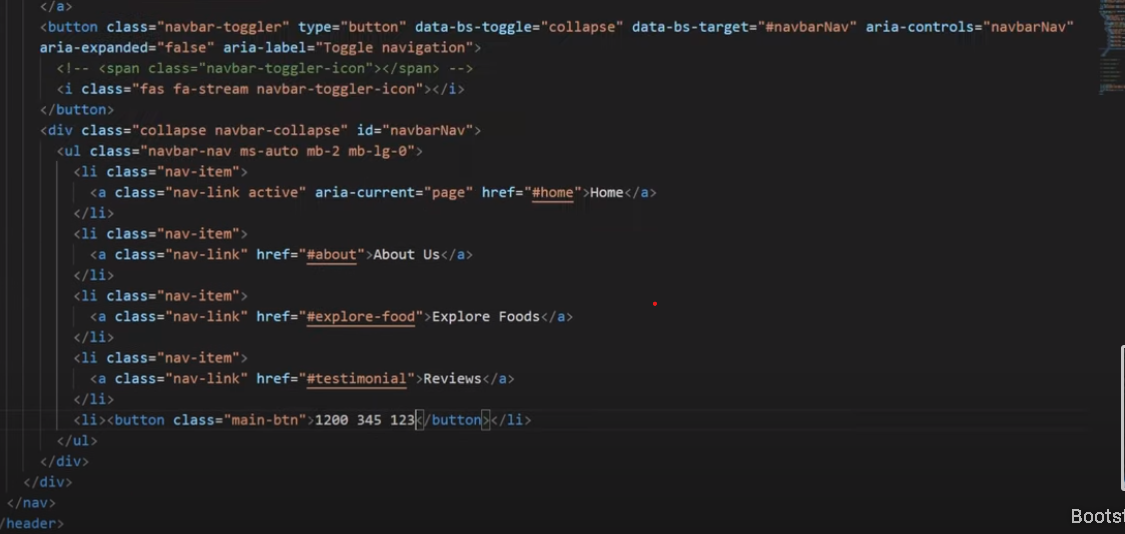 </a>
<button class="navbar-toggler" type="button" data-bs-toggle="collapse" data-bs-target="#navbarNav" aria-controls="navbarNav"
aria-expanded="false" aria-label="Toggle navigation">
<!-- <span class="navbar-toggler-icon"></span> -->
<i class="fas fa-stream navbar-toggler-icon"></i>
</button>
<div class="collapse navbar-collapse" id="navbarNav">
<ul class="navbar-nav ms-auto mb-2 mb-lg-0">
<li class="nav-item">
<a class="nav-link active" aria-current="page" href="#home">Home</a>
</li>
<li class="nav-item">
<a class="nav-link" href="#about">About Us</a>
</li>
<li class="nav-item">
<a class="nav-link" href="#explore-food">Explore Foods</a>
</li>
<li class="nav-item">
<a class="nav-link" href="#testimonial">Reviews</a>
</li>
<li><button class="main-btn">1200 345 123</button></li>
</ul>
</div>
</div>
</nav>
/header>
Boots